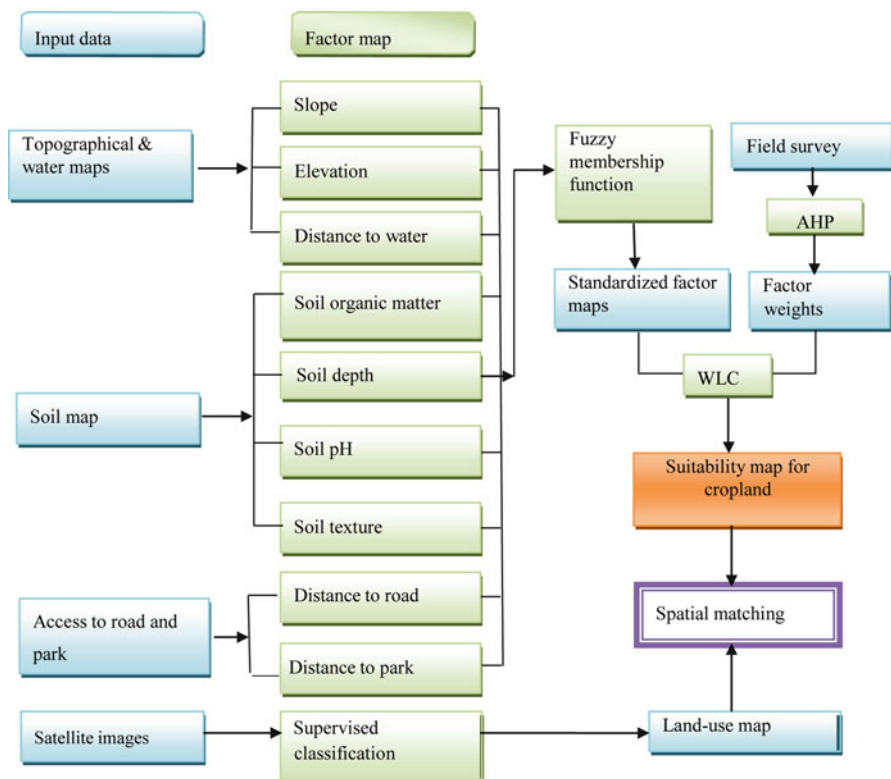 Input data
Factor map
Topographical &
water maps
Slope
Elevation
Distance to water
Soil map
Soil organic matter
Soil depth
Soil pH
Soil texture
Access to road and
park
Distance to road
Distance to park
Satellite images
Supervised
classification
Fuzzy
membership
function
Standardized factor
maps
Field survey
AHP
Factor
weights
WLC
Suitability map for
cropland
Spatial matching
Land-use map